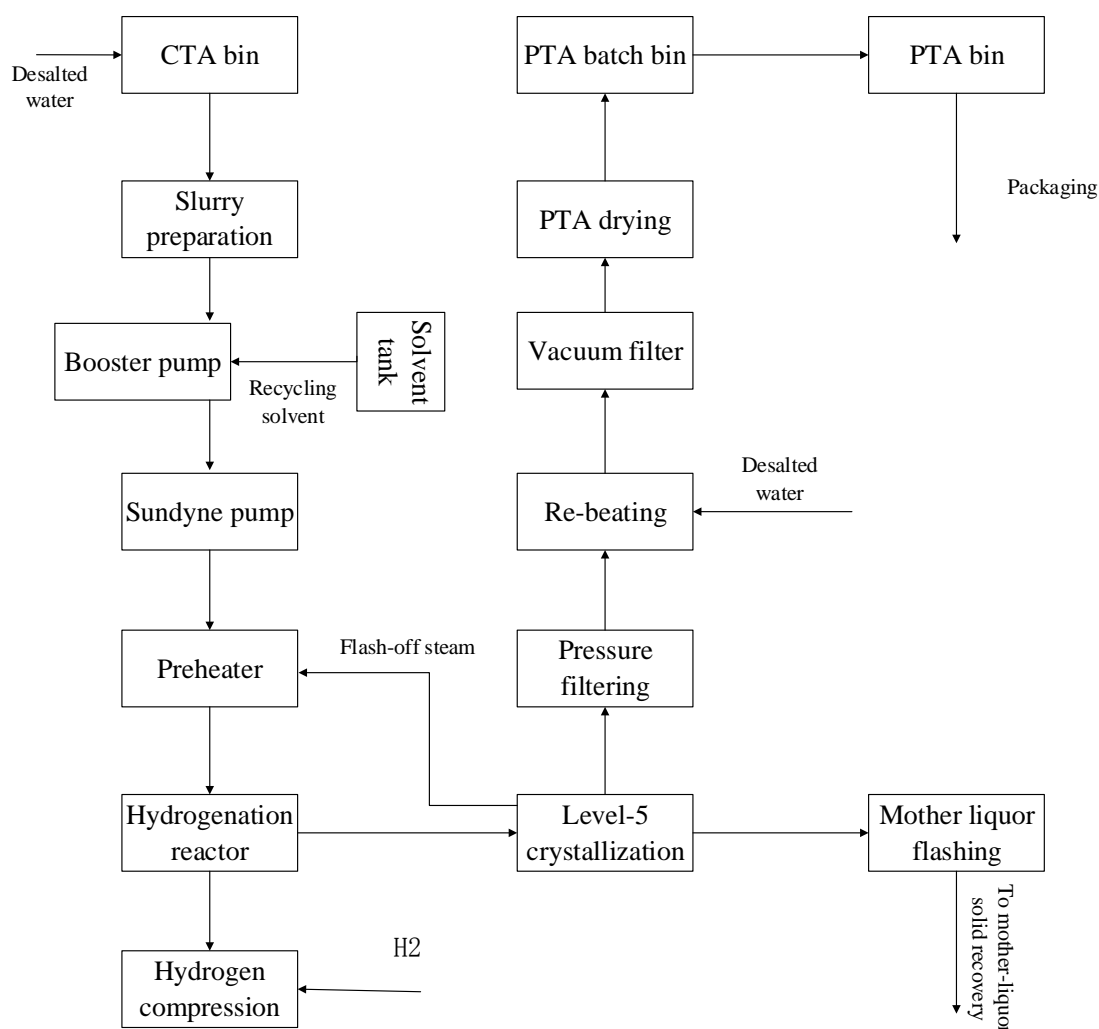 CTA bin
PTA batch bin
PTA bin
Desalted
water
Slurry
preparation
PTA drying
Packaging
Booster pump
Solvent
tank
Vacuum filter
Recycling
solvent
Desalted
water
Sundyne pump
Re-beating
Flash-off steam
Preheater
Pressure
filtering
Hydrogenation
reactor
Level-5
crystallization
Mother liquor
flashing
To mother-liquor
solid recovery
H2
Hydrogen
compression